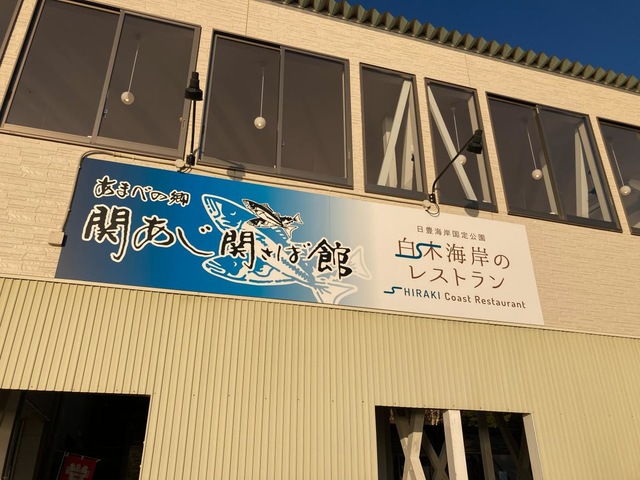 あまべの郷
関あじ関さば館
日豊海岸国定公園
白木海岸の
レストラン
SHIRAKI Coast Restaurant